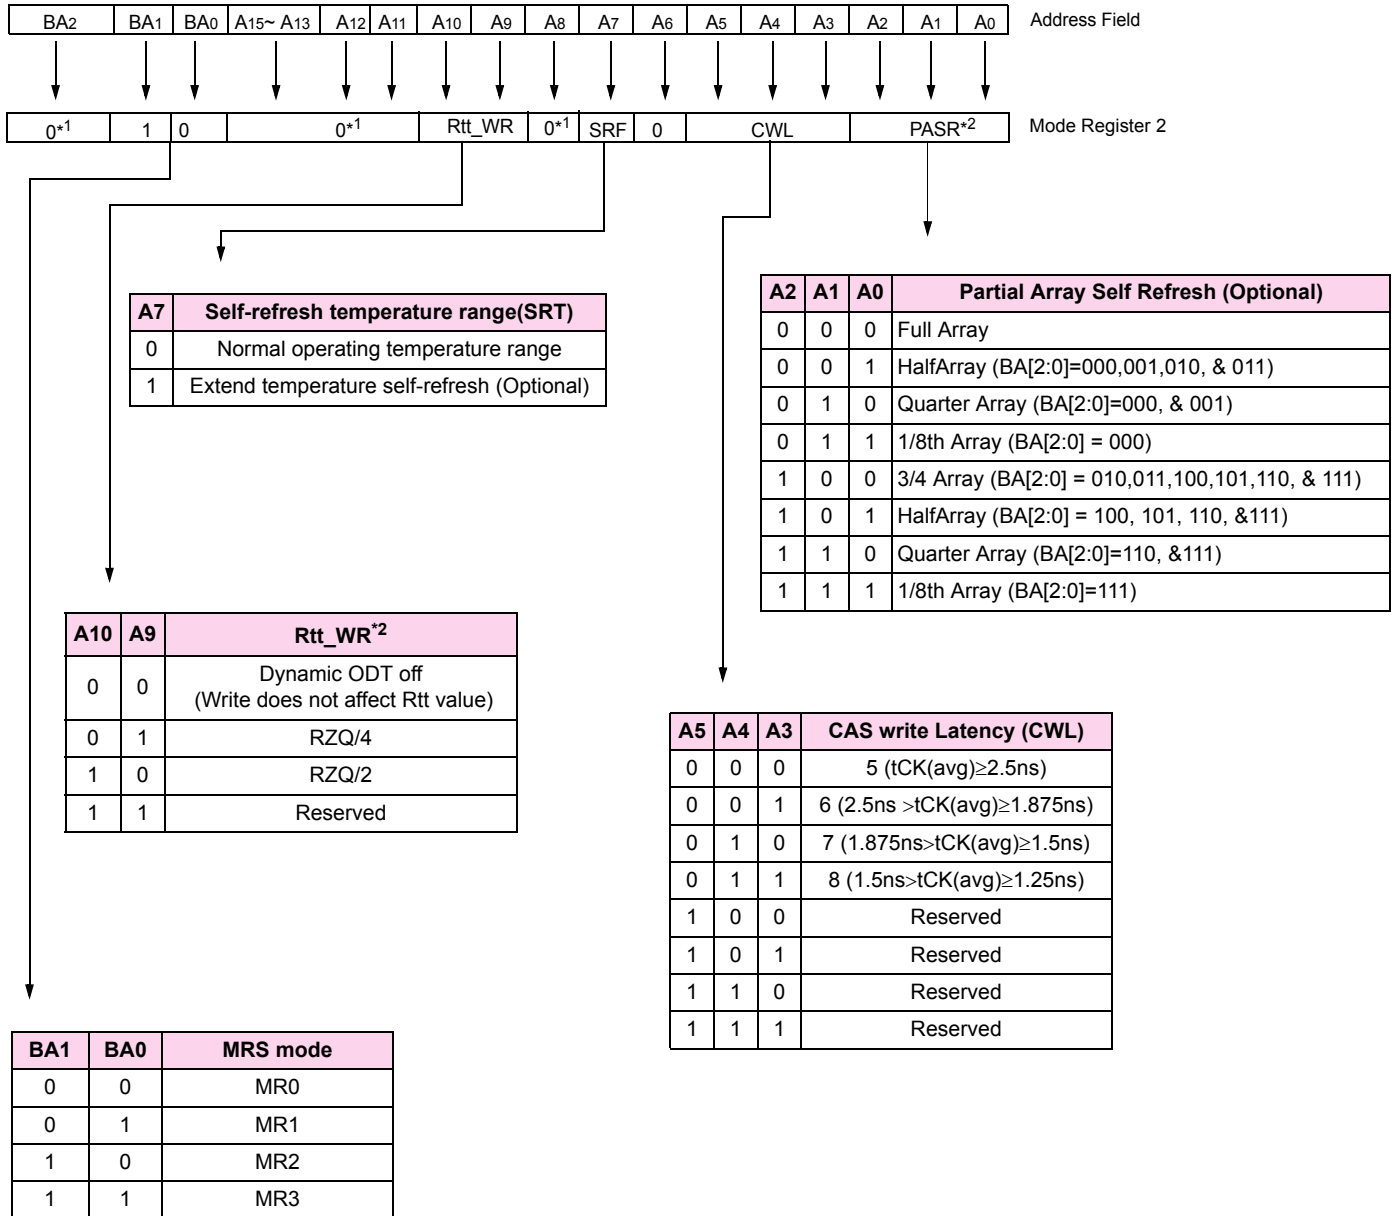 BA2 BA1 BA0 A15~ A13 A12 A11 A10 A9 A8 A7 A6 A5 A4 A3 A2 A1 A0 Address Field
0*1 1 0 0*1 Rtt_WR 0*1 SRF 0 CWL PASR*2 Mode Register 2
A7 Self-refresh temperature range(SRT)
0 Normal operating temperature range
1 Extend temperature self-refresh (Optional)
A2 A1 A0 Partial Array Self Refresh (Optional)
0 0 0 Full Array
0 0 1 HalfArray (BA[2:0]=000,001,010, & 011)
0 1 0 Quarter Array (BA[2:0]=000, & 001)
0 1 1 1/8th Array (BA[2:0] = 000)
1 0 0 3/4 Array (BA[2:0] = 010,011,100,101,110, & 111)
1 0 1 HalfArray (BA[2:0] = 100, 101, 110, &111)
1 1 0 Quarter Array (BA[2:0]=110, &111)
1 1 1 1/8th Array (BA[2:0]=111)
A10 A9 Rtt_WR*2
0 0 Dynamic ODT off
(Write does not affect Rtt value)
0 1 RZQ/4
1 0 RZQ/2
1 1 Reserved
A5 A4 A3 CAS write Latency (CWL)
0 0 0 5 (tCK(avg)≥2.5ns)
0 0 1 6 (2.5ns >tCK(avg)≥1.875ns)
0 1 0 7 (1.875ns>tCK(avg)≥1.5ns)
0 1 1 8 (1.5ns>tCK(avg)≥1.25ns)
1 0 0 Reserved
1 0 1 Reserved
1 1 0 Reserved
1 1 1 Reserved
BA1 BA0 MRS mode
0 0 MR0
0 1 MR1
1 0 MR2
1 1 MR3